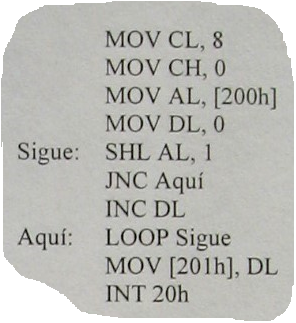 MOV CL, 8
MOV CH, 0
MOV AL, [200h]
MOV DL, 0
Sigue: SHL AL, 1
JNC Aquí
INC DL
Aquí: LOOP Sigue
MOV [201h], DL
INT 20h